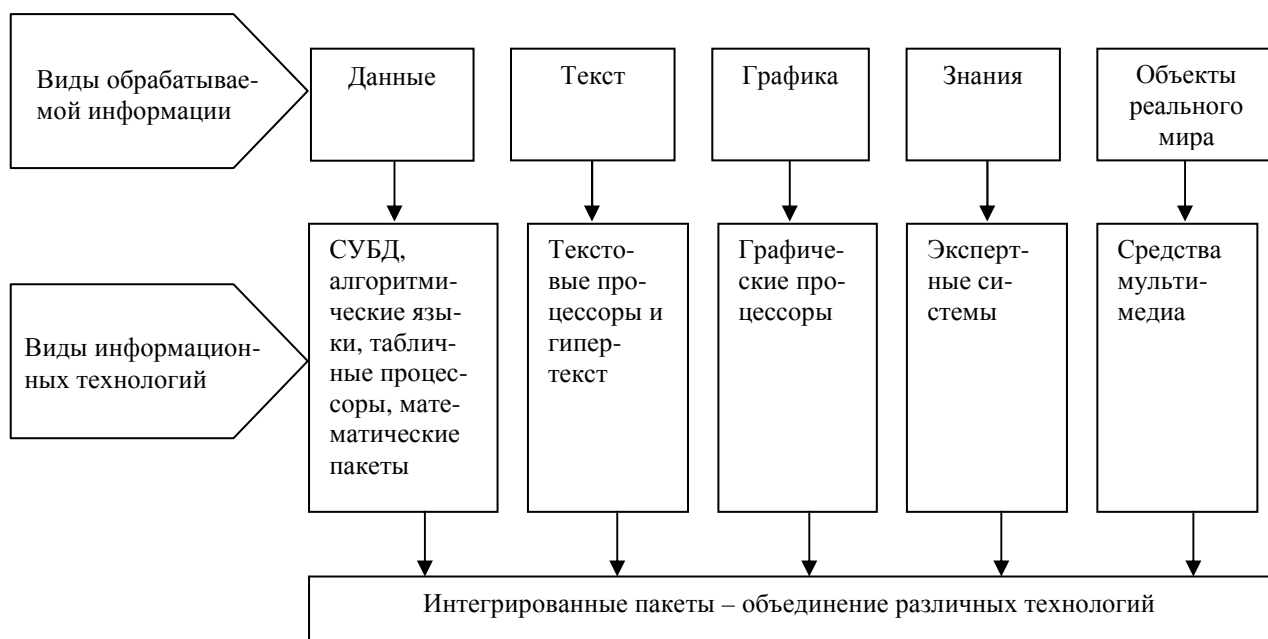 Виды обрабатывае-
мой информации
Данные
Текст
Графика
Знания
Объекты
реального
мира
Виды информацион-
ных технологий
СУБД,
алгоритми-
ческие язы-
ки, таблич-
ные процес-
соры, мате-
матические
пакеты
Тексто-
вые про-
цессоры и
гипер-
текст
Графиче-
ские про-
цессоры
Эксперт-
ные си-
стемы
Средства
мульти-
медиа
Интегрированные пакеты – объединение различных технологий